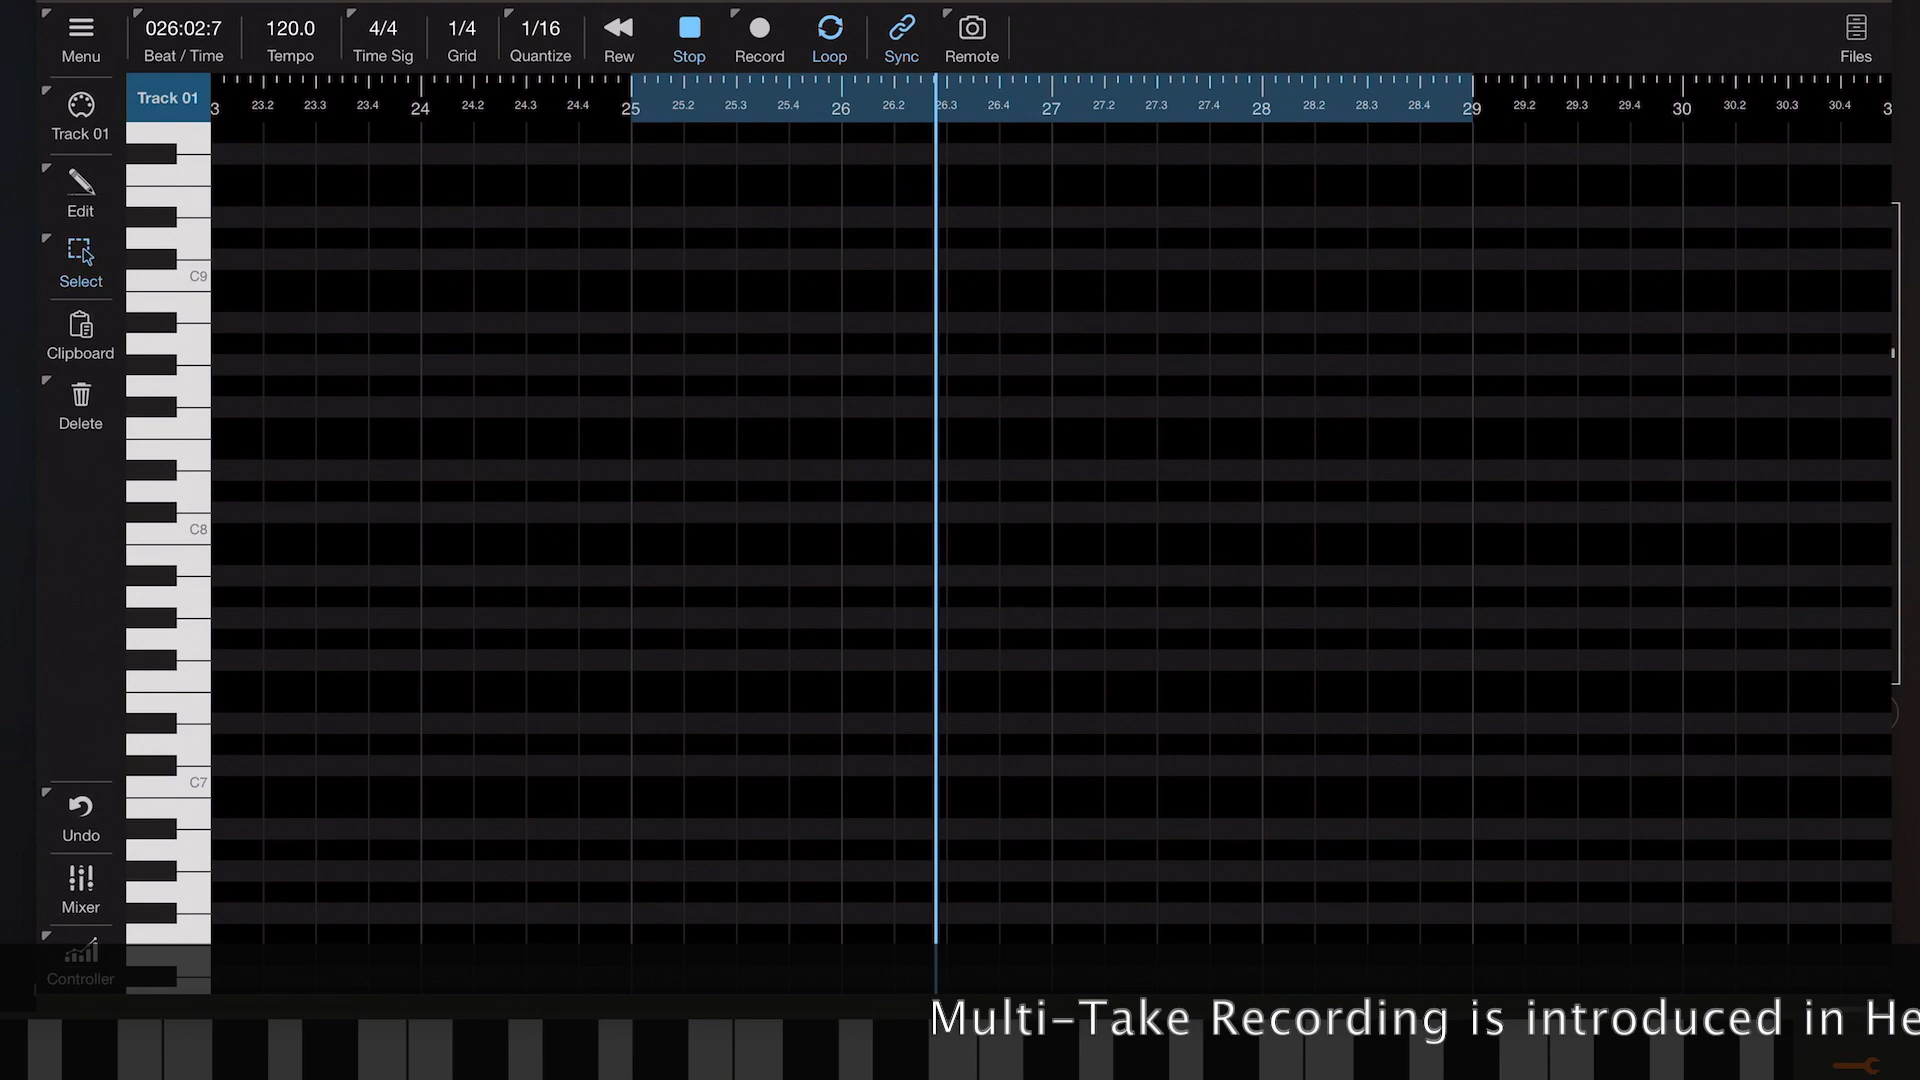 026:02:7 120.0 4/4 1/4 1/16
Menu Beat / Time Tempo Time Sig Grid Quantize Rew Stop Record Loop Sync Remote Files
Track 01 3 23.2 23.3 23.4 24 24.2 24.3 24.4 25 25.2 25.3 25.4 26 26.2 26.3 26.4 27 27.2 27.3 27.4 28 28.2 28.3 28.4 29 29.2 29.3 29.4 30 30.2 30.3 30.4 3
Track 01
Edit
Select
Clipboard
Delete
Undo
Mixer
Controller
C9
C8
C7
Multi-Take Recording is introduced in He